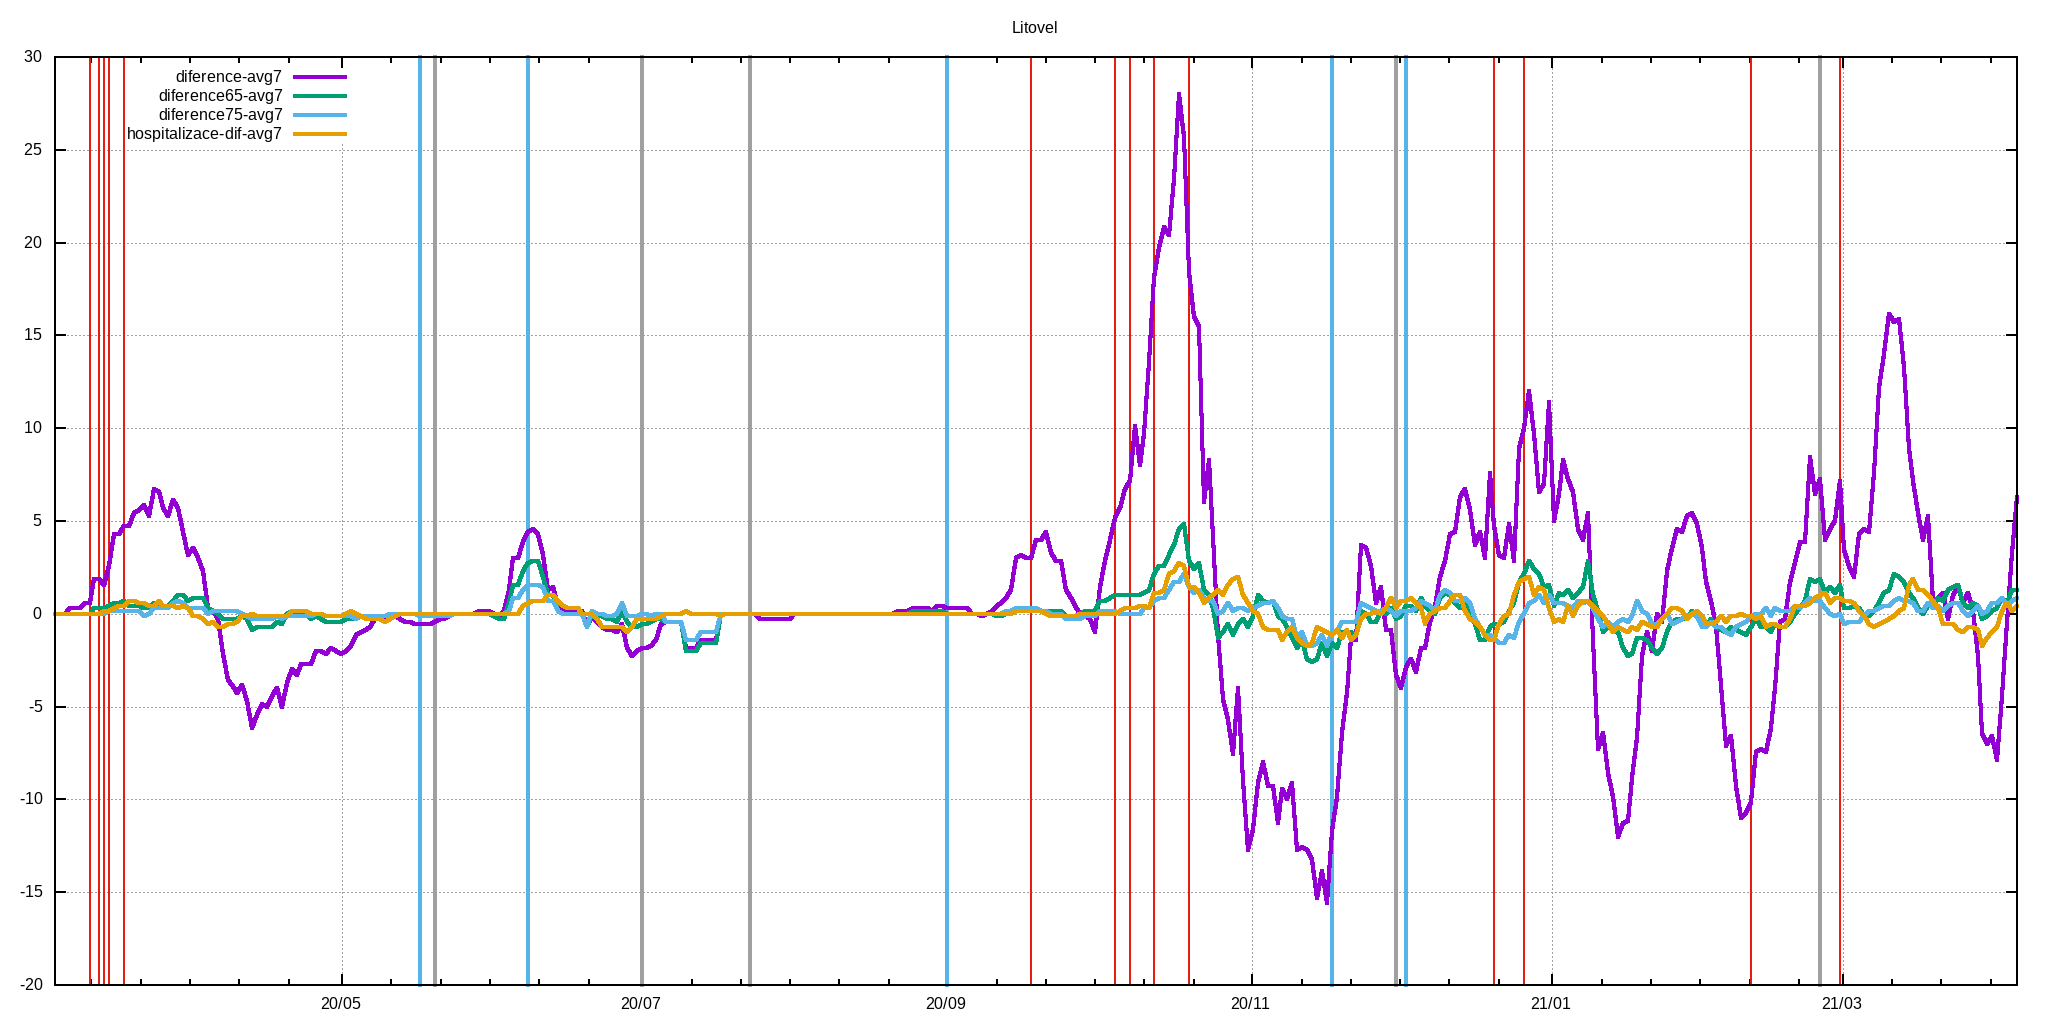 Litovel
30
diference-avg7
diference65-avg7
diference75-avg7
hospitalizace-dif-avg7
25
20
15
10
5
0
-5
-10
-15
-20
20/05 20/07 20/09 20/11 21/01 21/03